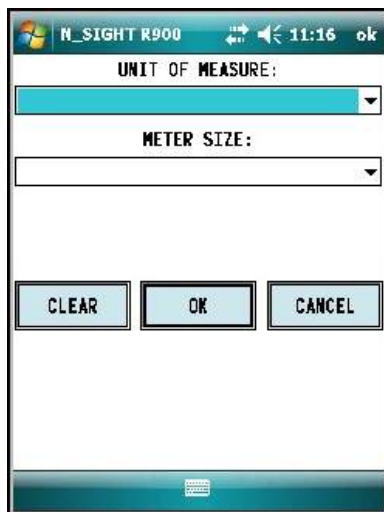 N_SIGHT R900 11:16 ok
UNIT OF MEASURE:
METER SIZE:
CLEAR OK CANCEL